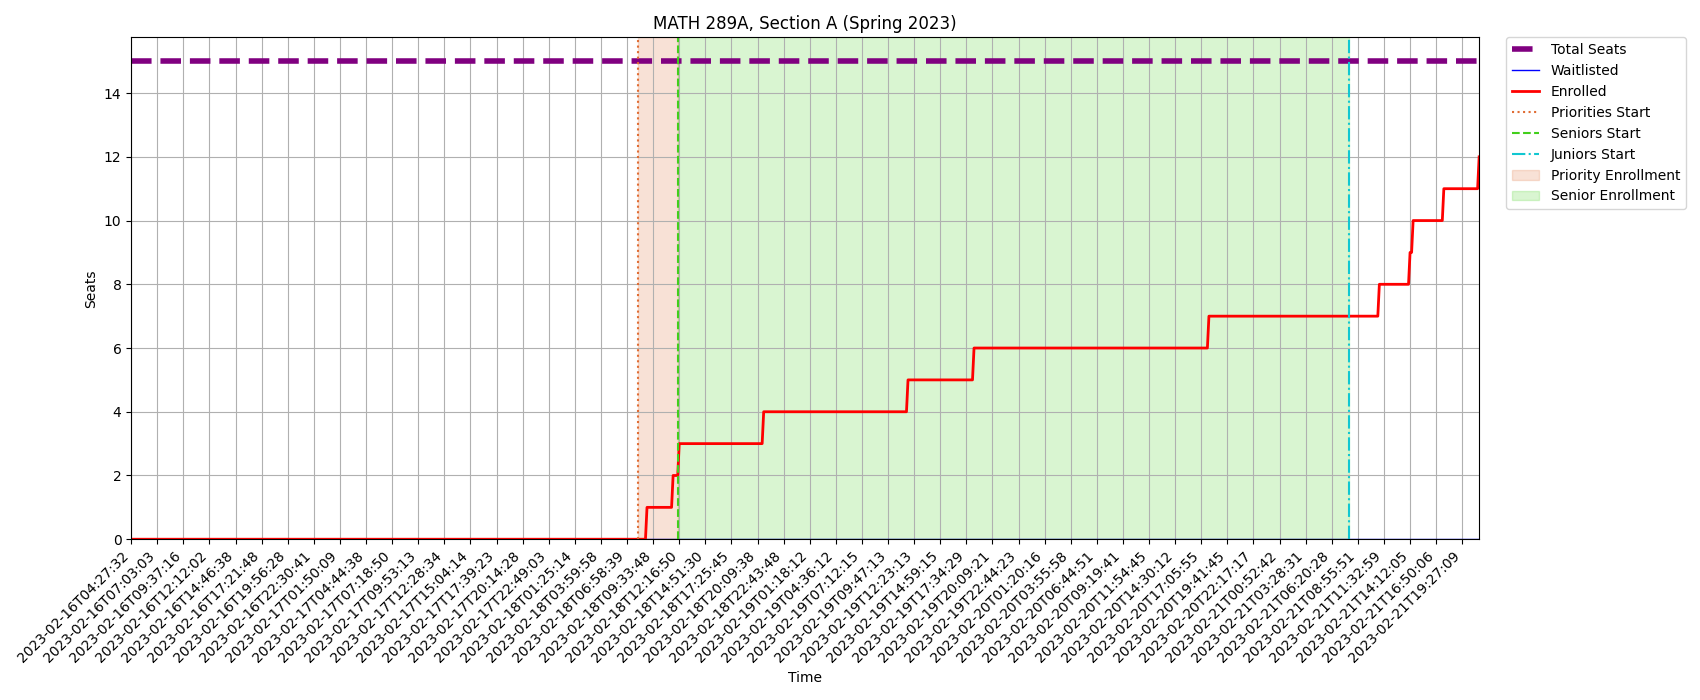 MATH 289A, Section A (Spring 2023)
Total Seats
Waitlisted
Enrolled
Priorities Start
Seniors Start
Juniors Start
Priority Enrollment
Senior Enrollment
Seats
14
12
10
8
6
4
2
0
2023-02-16T04:27:32
2023-02-16T07:03:03
2023-02-16T09:37:16
2023-02-16T12:12:02
2023-02-16T14:46:38
2023-02-16T17:21:48
2023-02-16T19:56:28
2023-02-16T22:30:41
2023-02-17T01:50:09
2023-02-17T04:44:38
2023-02-17T07:18:50
2023-02-17T09:53:13
2023-02-17T12:28:34
2023-02-17T15:04:14
2023-02-17T17:39:23
2023-02-17T20:14:28
2023-02-17T22:49:03
2023-02-18T01:25:14
2023-02-18T03:59:58
2023-02-18T06:58:39
2023-02-18T09:33:48
2023-02-18T12:16:50
2023-02-18T14:51:30
2023-02-18T17:25:45
2023-02-18T20:09:38
2023-02-18T22:43:48
2023-02-19T01:18:12
2023-02-19T04:36:12
2023-02-19T07:12:15
2023-02-19T09:47:13
2023-02-19T12:23:13
2023-02-19T14:59:15
2023-02-19T17:34:29
2023-02-19T20:09:21
2023-02-19T22:44:23
2023-02-20T01:20:16
2023-02-20T03:55:58
2023-02-20T06:44:51
2023-02-20T09:19:41
2023-02-20T11:54:45
2023-02-20T14:30:12
2023-02-20T17:05:55
2023-02-20T19:41:45
2023-02-20T22:17:17
2023-02-21T00:52:42
2023-02-21T03:28:31
2023-02-21T06:20:28
2023-02-21T08:55:51
2023-02-21T11:32:59
2023-02-21T14:12:05
2023-02-21T16:50:06
2023-02-21T19:27:09
Time